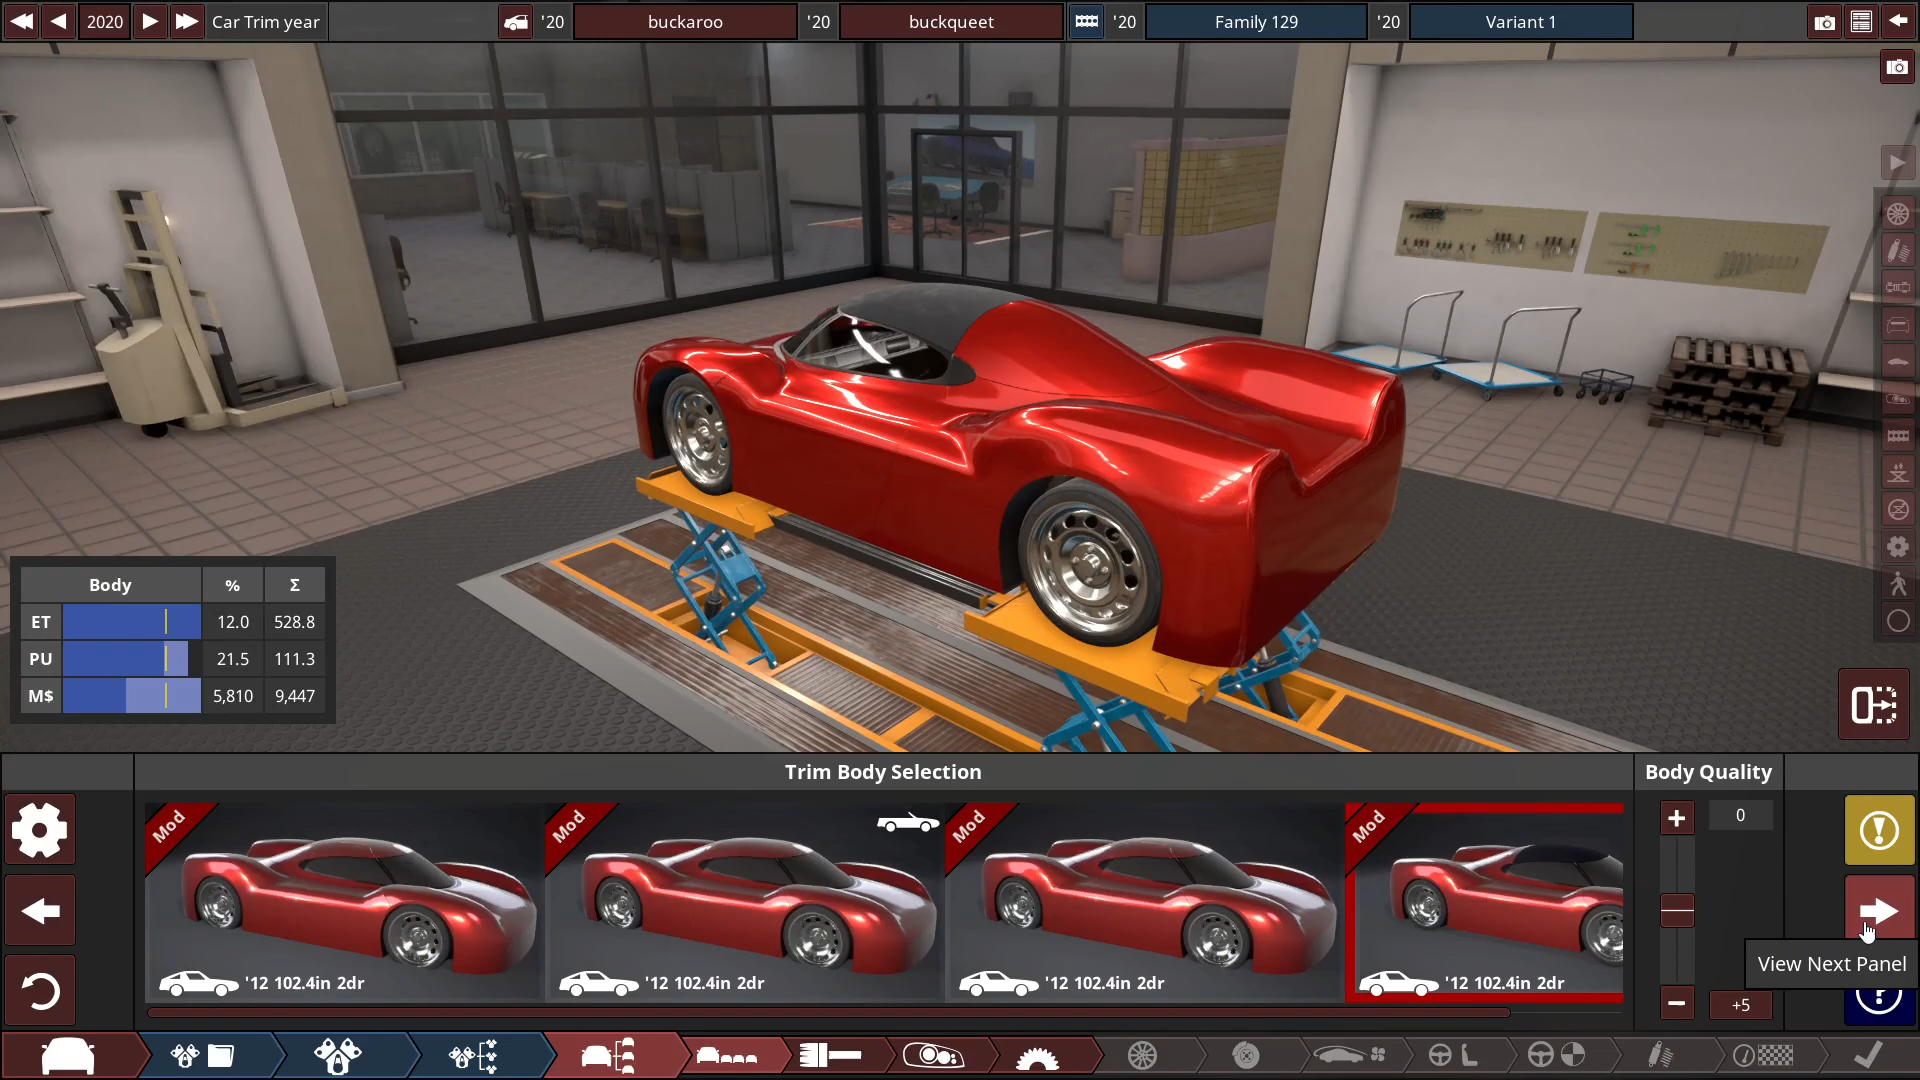 2020 Car Trim year '20 buckaroo '20 buckqueet '20 Family 129 '20 Variant 1
Body % Σ
ET 12.0 528.8
PU 21.5 111.3
M$ 5,810 9,447
Trim Body Selection Body Quality
Mod Mod Mod Mod
0
'12 102.4in 2dr '12 102.4in 2dr '12 102.4in 2dr '12 102.4in 2dr
View Next Panel
+5